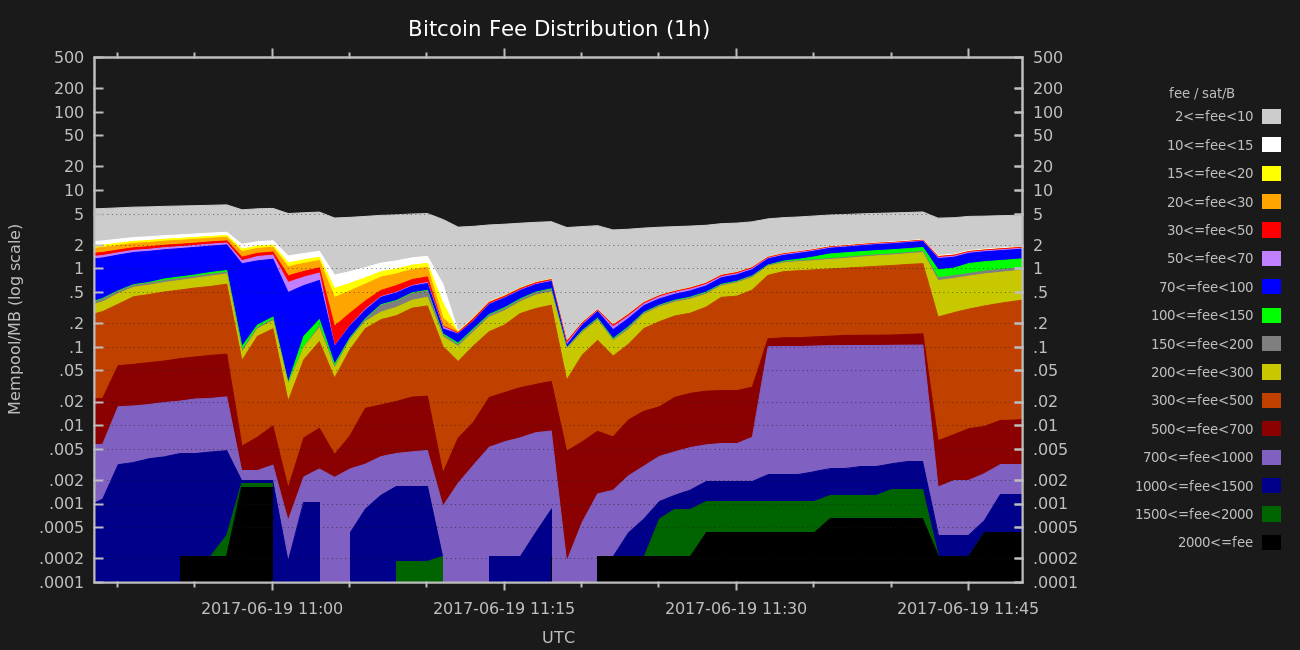 Bitcoin Fee Distribution (1h)
Mempool/MB (log scale)
500
200
100
50
20
10
5
2
1
.5
.2
.1
.05
.02
.01
.005
.002
.001
.0005
.0002
.0001
500
200
100
50
20
10
5
2
1
.5
.2
.1
.05
.02
.01
.005
.002
.001
.0005
.0002
.0001
2017-06-19 11:00
2017-06-19 11:15
2017-06-19 11:30
2017-06-19 11:45
UTC
fee / sat/B
2<=fee<10
10<=fee<15
15<=fee<20
20<=fee<30
30<=fee<50
50<=fee<70
70<=fee<100
100<=fee<150
150<=fee<200
200<=fee<300
300<=fee<500
500<=fee<700
700<=fee<1000
1000<=fee<1500
1500<=fee<2000
2000<=fee